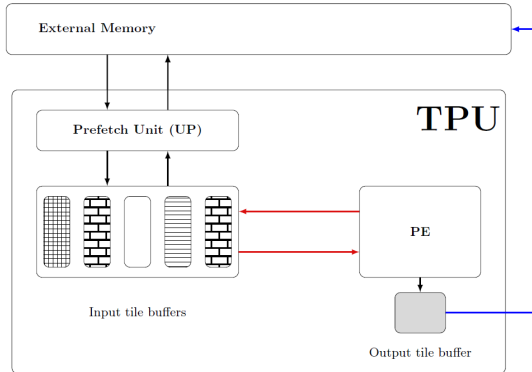 External Memory
TPU
Prefetch Unit (UP)
PE
Input tile buffers
Output tile buffer